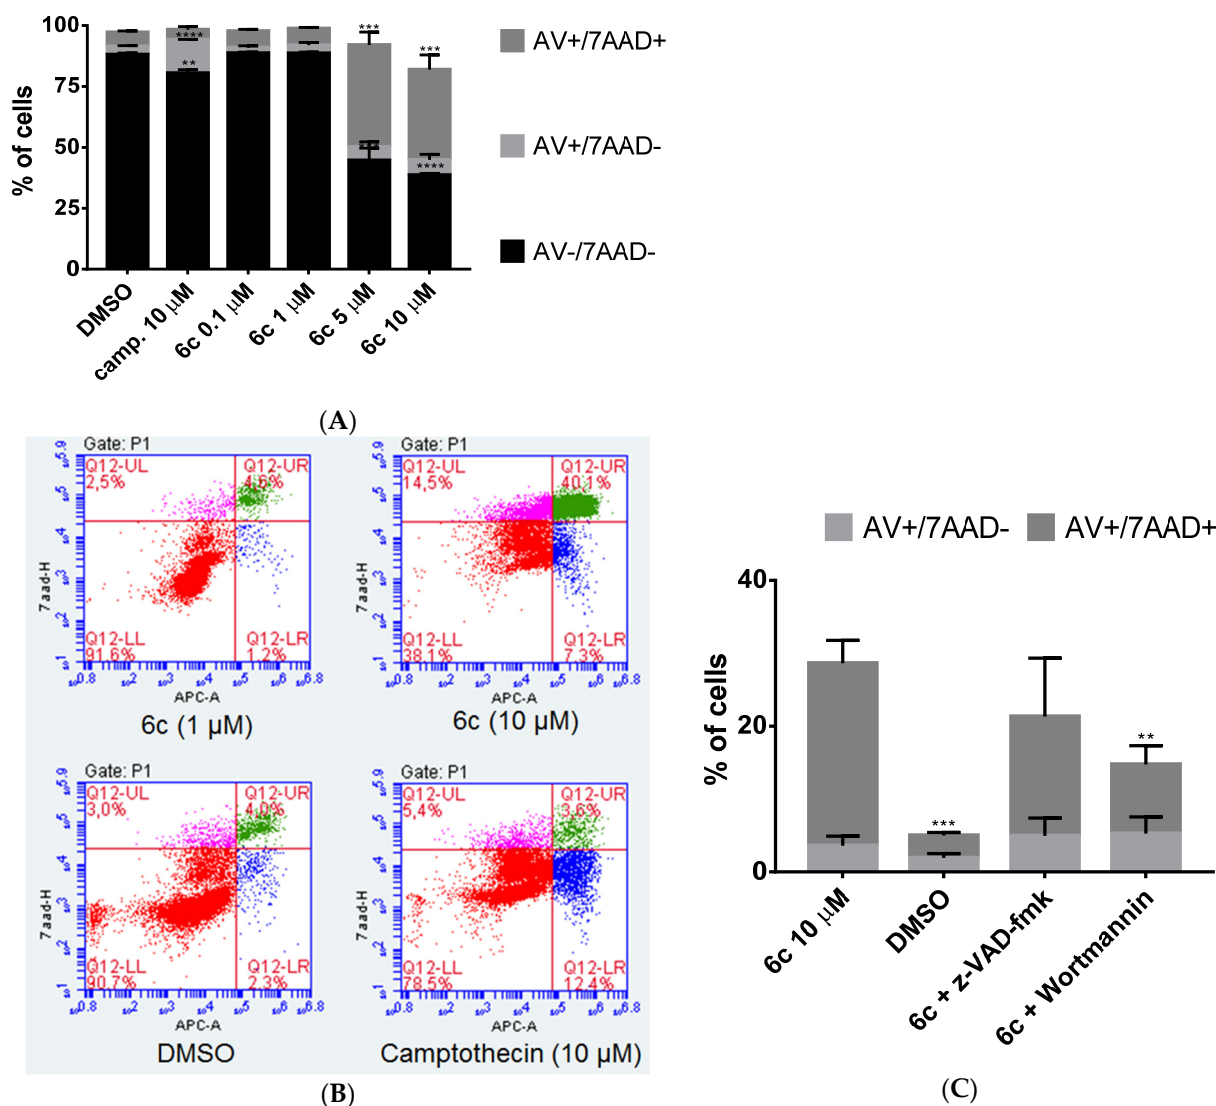 100
75
50
25
0
% of cells
****
**
***
***
****
AV+/7AAD+
AV+/7AAD-
AV-/7AAD-
DMSO
camp. 10 µM
6c 0.1 µM
6c 1 µM
6c 5 µM
6c 10 µM
(A)
Gate: P1
Q12-UL
2,5%
Q12-UR
4,6%
Q12-LL
91,6%
Q12-LR
1,2%
7aad-H
APC-A
6c (1 µM)
Gate: P1
Q12-UL
14,5%
Q12-UR
40,1%
Q12-LL
38,1%
Q12-LR
7,3%
7aad-H
APC-A
6c (10 µM)
Gate: P1
Q12-UL
3,0%
Q12-UR
4,0%
Q12-LL
90,7%
Q12-LR
2,3%
7aad-H
APC-A
DMSO
Gate: P1
Q12-UL
5,4%
Q12-UR
3,6%
Q12-LL
78,5%
Q12-LR
12,4%
7aad-H
APC-A
Camptothecin (10 µM)
(B)
AV+/7AAD- AV+/7AAD+
40
20
0
% of cells
***
**
6c 10 µM
DMSO
6c + z-VAD-fmk
6c + Wortmannin
(C)